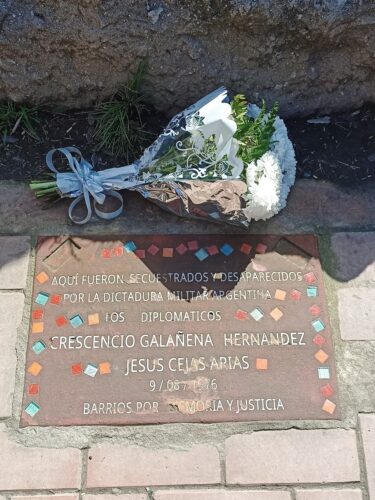 AQUÍ FUERON SECUESTRADOS Y DESAPARECIDOS
POR LA DICTADURA MILITAR ARGENTINA
LOS DIPLOMATICOS
CRESCENCIO GALAÑENA HERNANDEZ
JESUS CEJAS ARIAS
9/08/1976
BARRIOS POR MEMORIA Y JUSTICIA